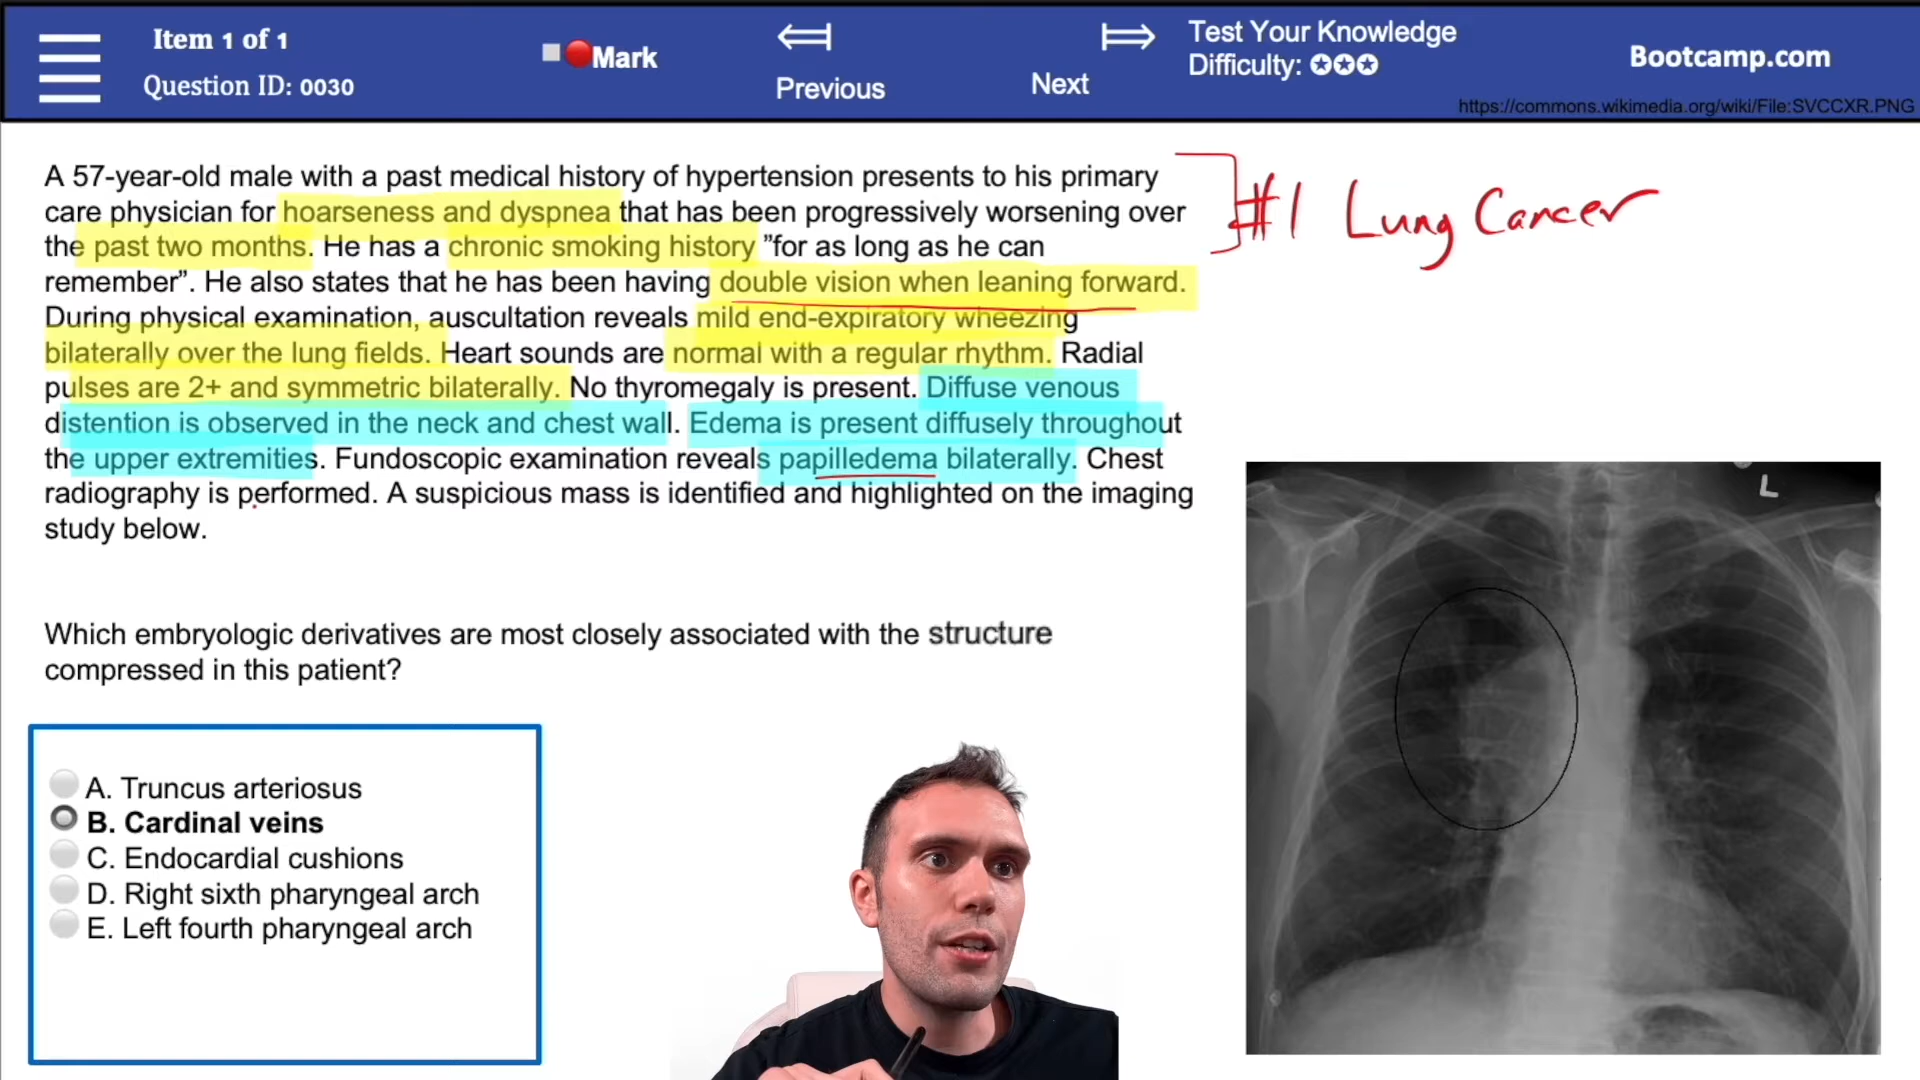 Item 1 of 1
Question ID: 0030
Mark
Previous
Next
Test Your Knowledge
Difficulty: ✪✪✪
Bootcamp.com
https://commons.wikimedia.org/wiki/File:SVCCXR.PNG
A 57-year-old male with a past medical history of hypertension presents to his primary
care physician for hoarseness and dyspnea that has been progressively worsening over
the past two months. He has a chronic smoking history ”for as long as he can
remember”. He also states that he has been having double vision when leaning forward.
During physical examination, auscultation reveals mild end-expiratory wheezing
bilaterally over the lung fields. Heart sounds are normal with a regular rhythm. Radial
pulses are 2+ and symmetric bilaterally. No thyromegaly is present. Diffuse venous
distention is observed in the neck and chest wall. Edema is present diffusely throughout
the upper extremities. Fundoscopic examination reveals papilledema bilaterally. Chest
radiography is performed. A suspicious mass is identified and highlighted on the imaging
study below.
#1 Lung Cancer
L
Which embryologic derivatives are most closely associated with the structure
compressed in this patient?
A. Truncus arteriosus
B. Cardinal veins
C. Endocardial cushions
D. Right sixth pharyngeal arch
E. Left fourth pharyngeal arch